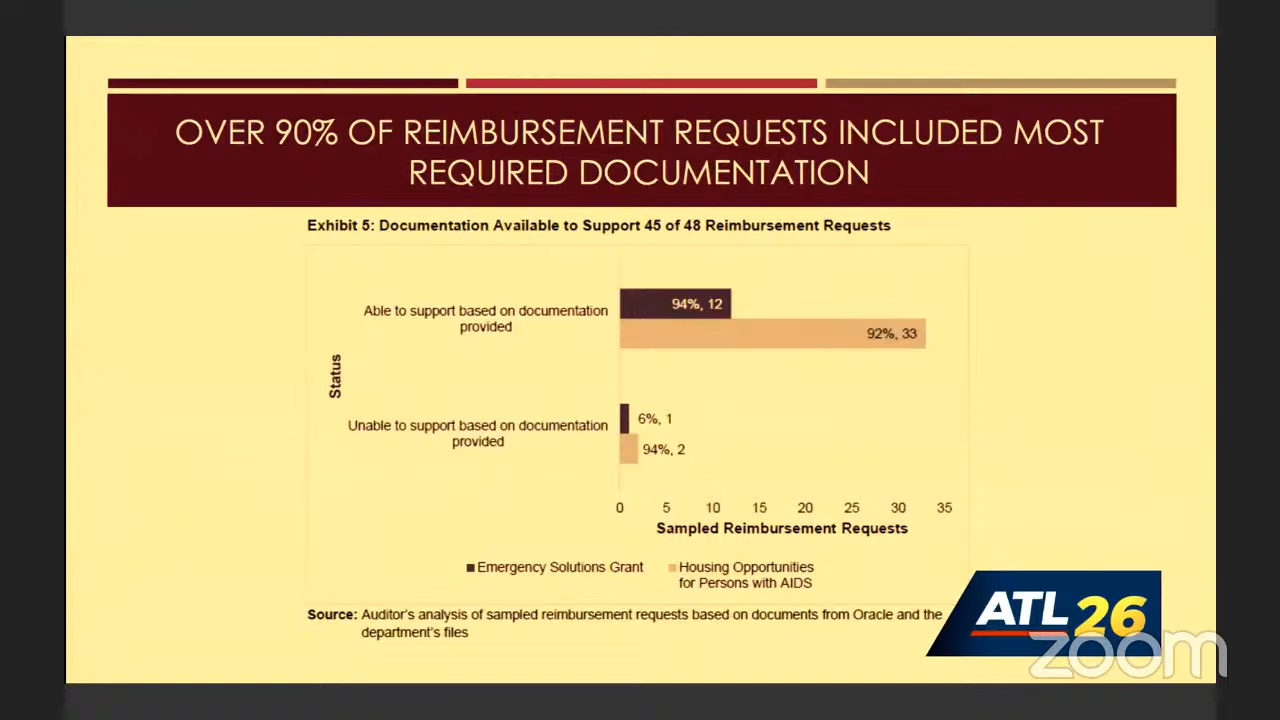 OVER 90% OF REIMBURSEMENT REQUESTS INCLUDED MOST
REQUIRED DOCUMENTATION
Exhibit 5: Documentation Available to Support 45 of 48 Reimbursement Requests
Able to support based on documentation
provided
94%, 12
92%, 33
Status
Unable to support based on documentation
provided
6%, 1
94%, 2
0 5 10 15 20 25 30 35
Sampled Reimbursement Requests
Emergency Solutions Grant
Housing Opportunities
for Persons with AIDS
Source: Auditor's analysis of sampled reimbursement requests based on documents from Oracle and the
department's files
ATL 26
zoom